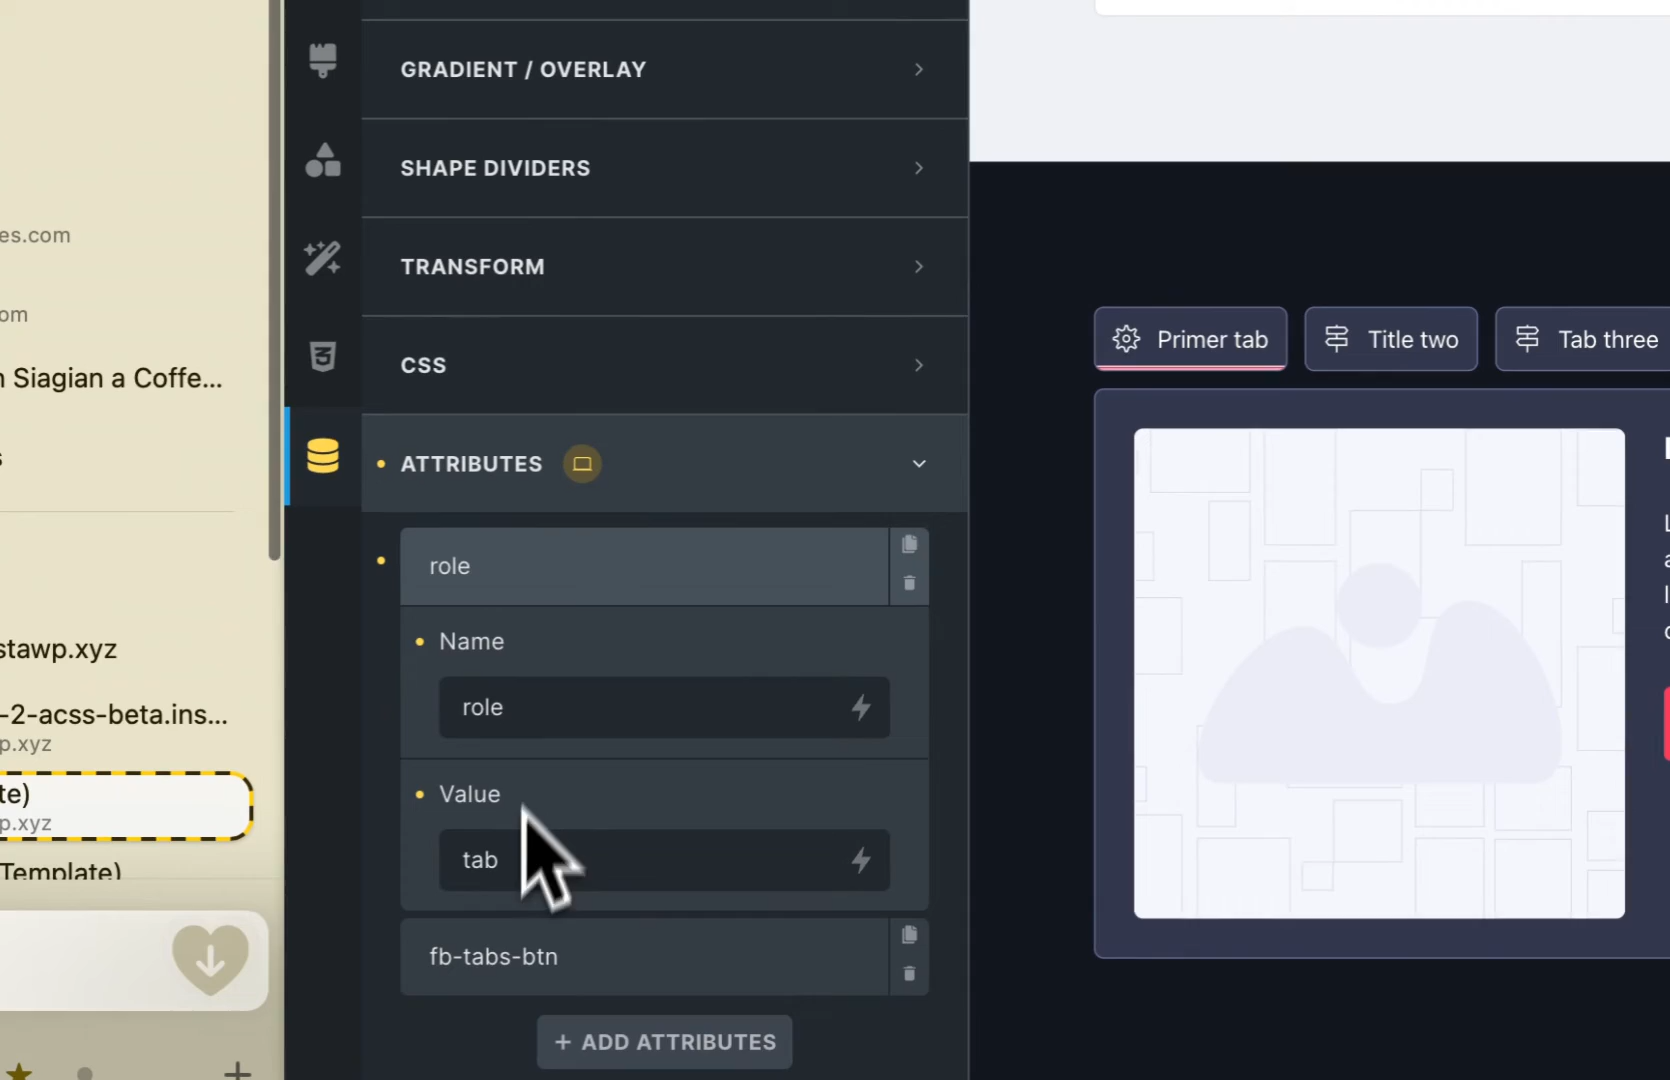 es.com
om
n Siagian a Coffe...
s
stawp.xyz
-2-acss-beta.ins...
p.xyz
te)
p.xyz
Template)
GRADIENT / OVERLAY
SHAPE DIVIDERS
TRANSFORM
CSS
ATTRIBUTES
role
Name
role
Value
tab
fb-tabs-btn
+ ADD ATTRIBUTES
Primer tab
Title two
Tab three